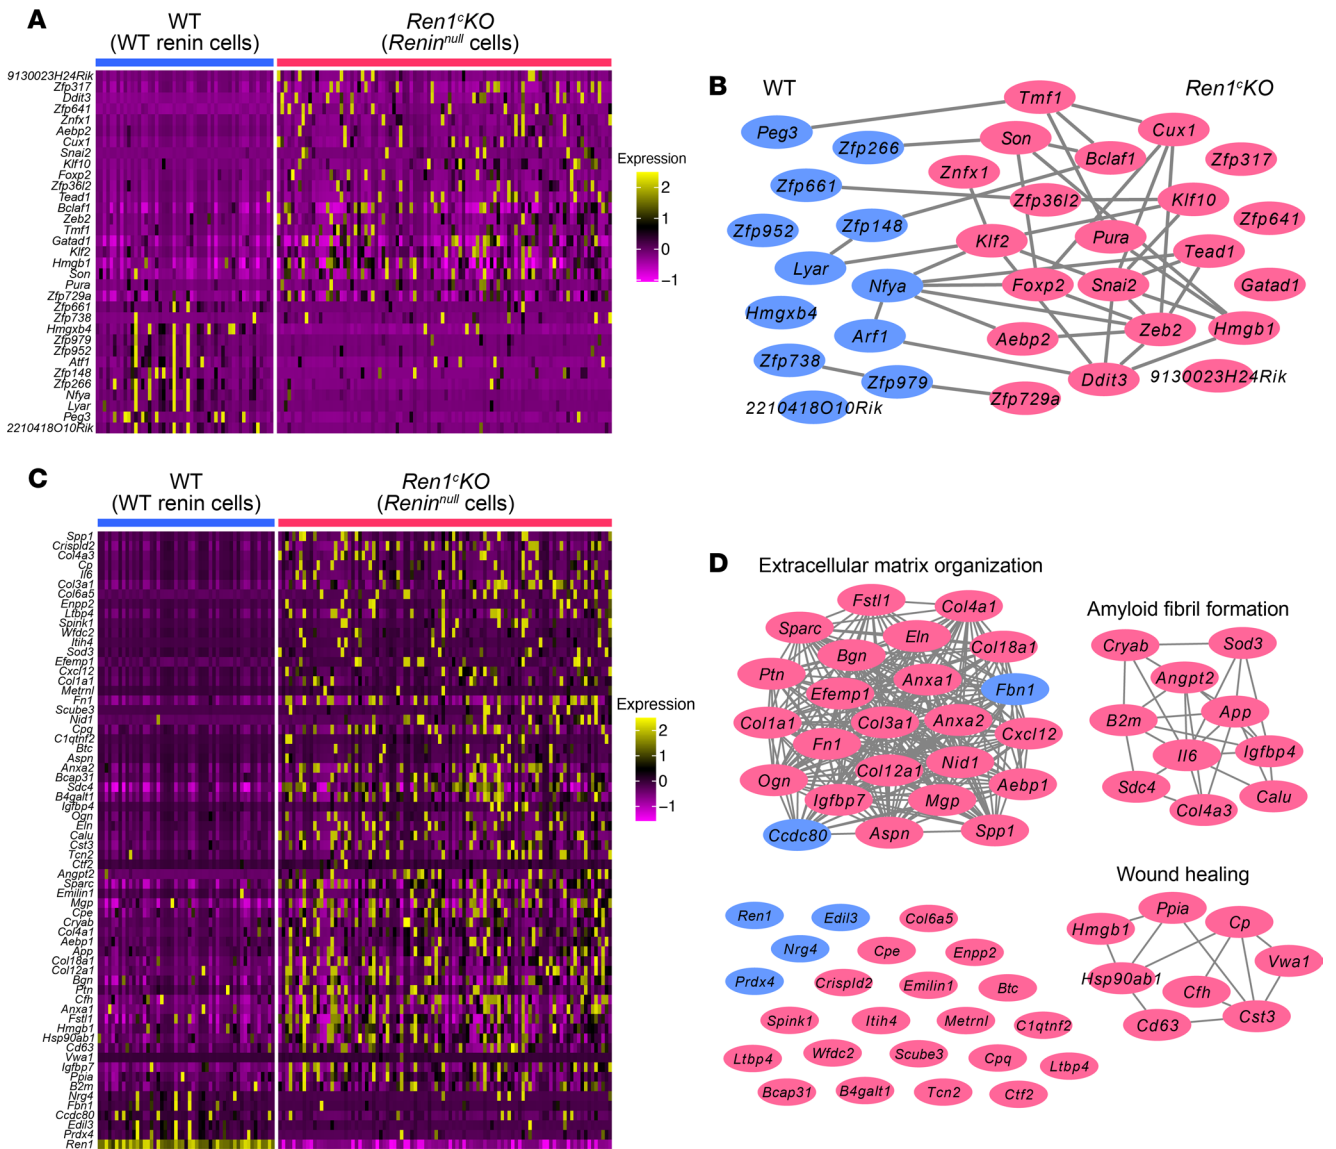 A
WT
(WT renin cells)
Ren1cKO
(Reninnull cells)
9130023H24Rik
Zfp317
Ddit3
Zfp641
Znfx1
Aebp2
Cux1
Snai2
Klf10
Foxp2
Zfp36l2
Tead1
Bclaf1
Zeb2
Tmf1
Gatad1
Klf2
Hmgb1
Son
Pura
Zfp729a
Zfp661
Zfp738
Hmgxb4
Zfp979
Zfp952
Atf1
Zfp148
Zfp266
Nfya
Lyar
Peg3
2210418O10Rik
Expression
2
1
0
−1
B
WT
Ren1cKO
Tmf1
Peg3
Zfp266
Son
Cux1
Bclaf1
Zfp317
Znfx1
Zfp661
Zfp36l2
Klf10
Zfp952
Zfp148
Zfp641
Klf2
Pura
Tead1
Lyar
Nfya
Foxp2
Snai2
Gatad1
Hmgxb4
Arf1
Aebp2
Zeb2
Hmgb1
Zfp738
Zfp979
Ddit3
9130023H24Rik
2210418O10Rik
Zfp729a
C
WT
(WT renin cells)
Ren1cKO
(Reninnull cells)
Spp1
Crispld2
Col4a3
Cp
Il6
Col3a1
Col6a5
Enpp2
Ltbp4
Spink1
Wfdc2
Itih4
Sod3
Efemp1
Cxcl12
Col1a1
Metrnl
Fn1
Scube3
Nid1
Cpq
C1qtnf2
Btc
Aspn
Anxa2
Bcap31
Sdc4
B4galt1
Igfbp4
Ogn
Eln
Calu
Cst3
Tcn2
Ctf2
Angpt2
Sparc
Emilin1
Mgp
Cpe
Cryab
Col4a1
Aebp1
App
Col18a1
Col12a1
Bgn
Ptn
Cfh
Anxa1
Fstl1
Hmgb1
Hsp90ab1
Cd63
Vwa1
Igfbp7
Ppia
B2m
Nrg4
Fbn1
Ccdc80
Edil3
Prdx4
Ren1
Expression
2
1
0
−1
D
Extracellular matrix organization
Fstl1
Col4a1
Sparc
Eln
Col18a1
Bgn
Ptn
Anxa1
Fbn1
Efemp1
Col1a1
Col3a1
Anxa2
Cxcl12
Fn1
Nid1
Ogn
Col12a1
Aebp1
Igfbp7
Mgp
Ccdc80
Aspn
Spp1
Amyloid fibril formation
Cryab
Sod3
Angpt2
B2m
App
Il6
Igfbp4
Sdc4
Col4a3
Calu
Wound healing
Ppia
Hmgb1
Cp
Hsp90ab1
Vwa1
Cfh
Cd63
Cst3
Ren1
Edil3
Col6a5
Nrg4
Cpe
Enpp2
Prdx4
Crispld2
Emilin1
Btc
Spink1
Itih4
Metrnl
C1qtnf2
Ltbp4
Wfdc2
Scube3
Cpq
Ltbp4
Bcap31
B4galt1
Tcn2
Ctf2